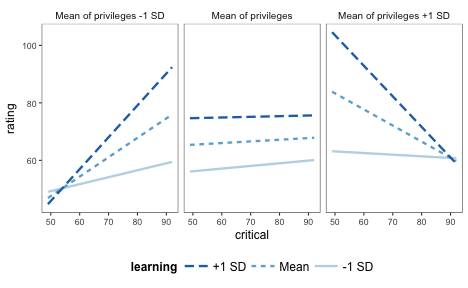 Mean of privileges -1 SD
Mean of privileges
Mean of privileges +1 SD
100
80
60
rating
50 60 70 80 90
50 60 70 80 90
50 60 70 80 90
critical
learning +1 SD Mean -1 SD